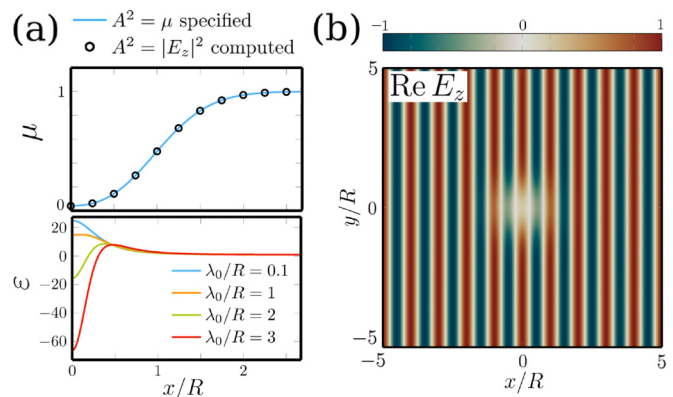 (a)
A² = μ specified
A² = |E_z|² computed
μ
1
0
ε
20
0
−20
−40
−60
λ₀/R = 0.1
λ₀/R = 1
λ₀/R = 2
λ₀/R = 3
0
1
2
x/R
(b)
−1
0
1
Re E_z
y/R
5
0
−5
−5
0
5
x/R